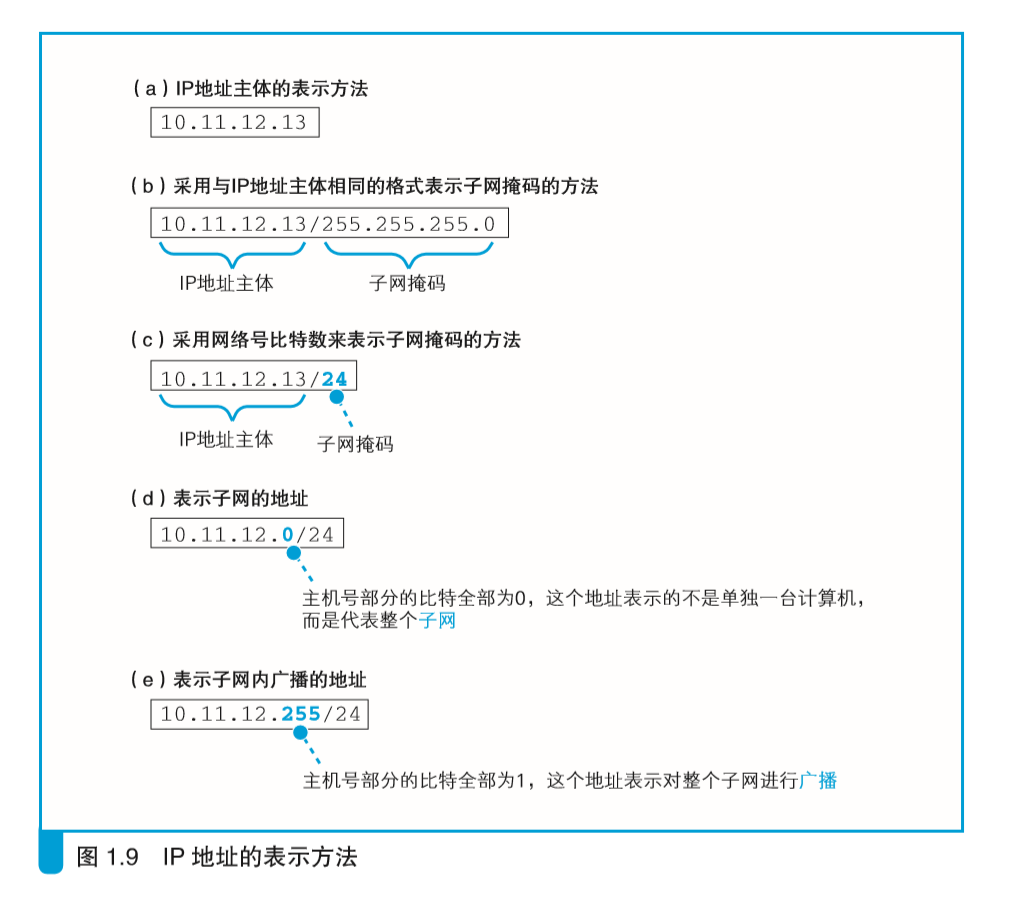 （a）IP地址主体的表示方法
10.11.12.13
（b）采用与IP地址主体相同的格式表示子网掩码的方法
10.11.12.13/255.255.255.0
IP地址主体 子网掩码
（c）采用网络号比特数来表示子网掩码的方法
10.11.12.13/24
IP地址主体 子网掩码
（d）表示子网的地址
10.11.12.0/24
主机号部分的比特全部为0，这个地址表示的不是单独一台计算机，
而是代表整个子网
（e）表示子网内广播的地址
10.11.12.255/24
主机号部分的比特全部为1，这个地址表示对整个子网进行广播
图 1.9 IP 地址的表示方法